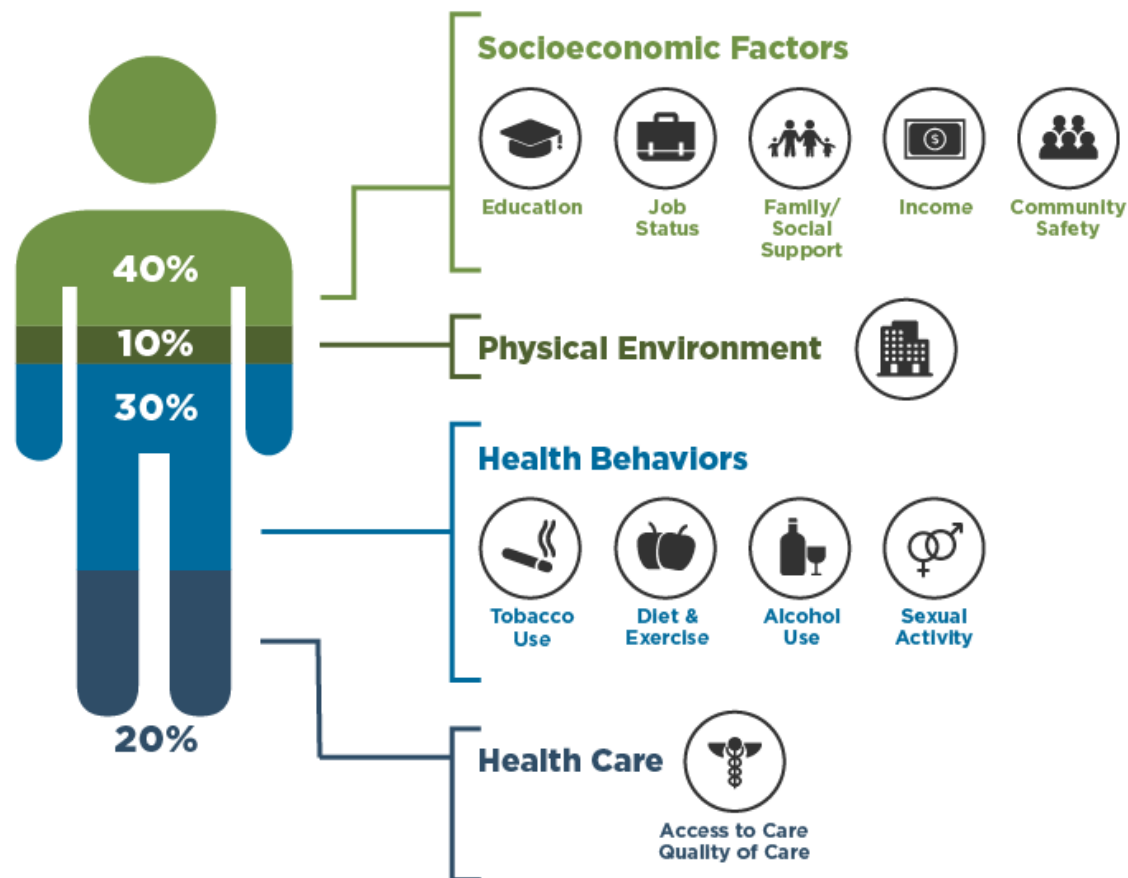 Socioeconomic Factors
Education
Job
Status
Family/
Social
Support
Income
Community
Safety
40%
10%
Physical Environment
30%
Health Behaviors
Tobacco
Use
Diet &
Exercise
Alcohol
Use
Sexual
Activity
20%
Health Care
Access to Care
Quality of Care
$